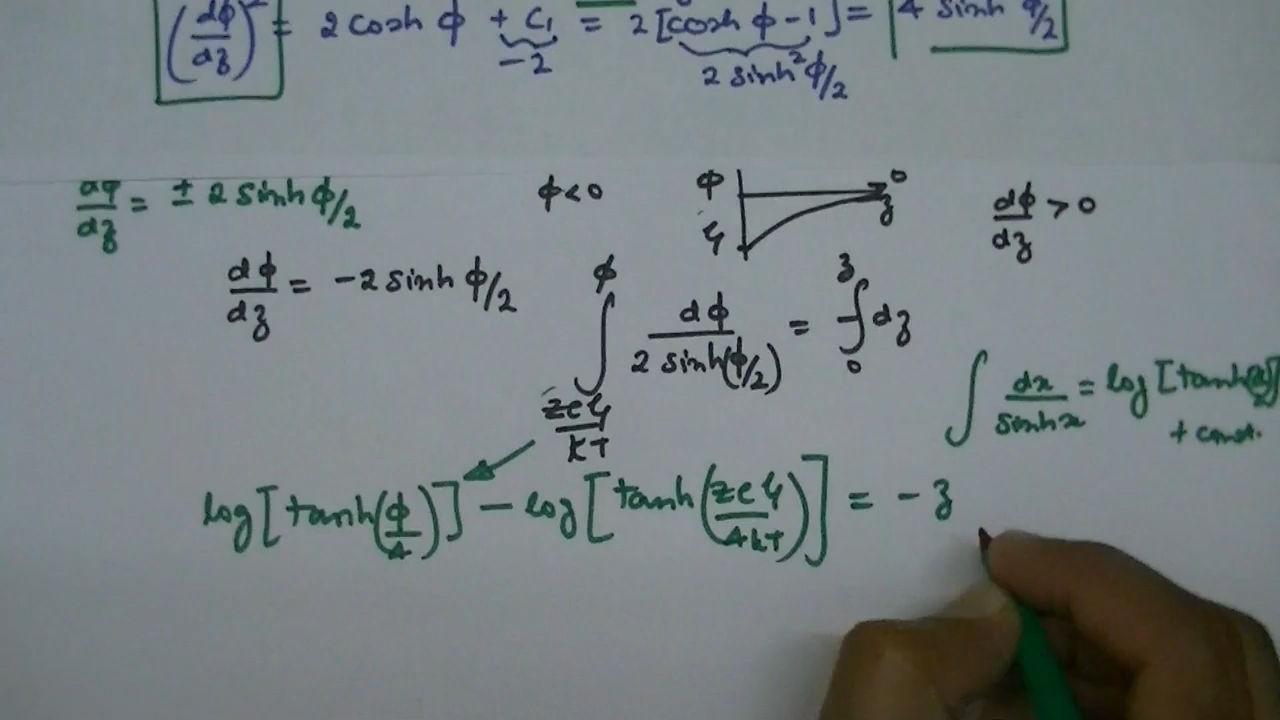 (dϕ/dz)² = 2 cosh ϕ + C₁ = 2 [cosh ϕ - 1] = 4 sinh² ϕ/2
-2
2 sinh² ϕ/2
dϕ/dz = ± 2 sinh ϕ/2
ϕ < 0
ϕ
0
z
ζ
dϕ/dz > 0
dϕ/dz = -2 sinh ϕ/2
∫_{zeζ/kT}^{ϕ} dϕ / 2 sinh(ϕ/2) = -∫_{0}^{z} dz
∫ dx / sinh x = log [tanh(x/2)]
+ const.
log [tanh(ϕ/4)] - log [tanh(zeζ/4kT)] = - z